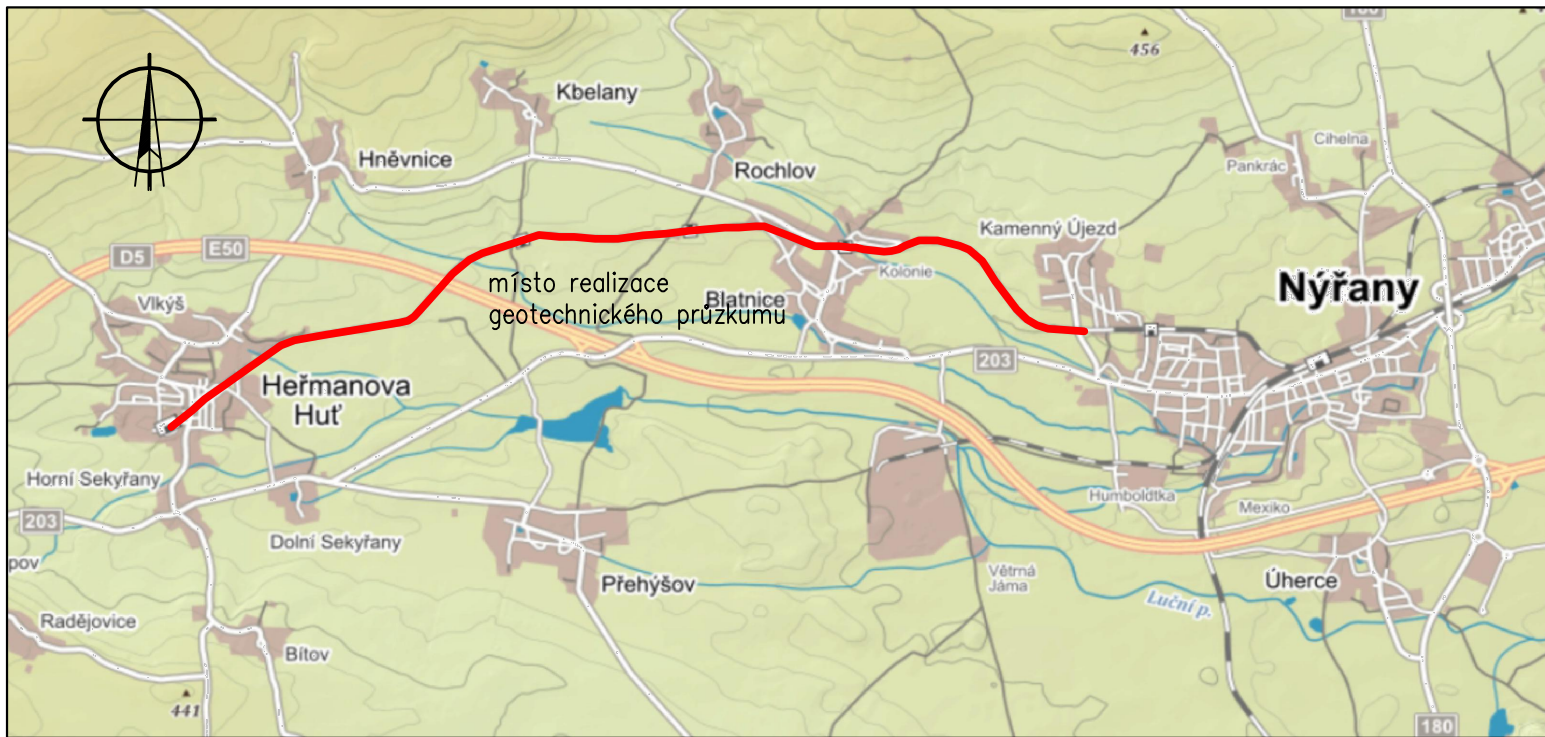 456
Kbelany
Cihelna
Hněvnice
Pankrác
Rochlov
Kamenný Újezd
D5
E50
Kolonie
místo realizace
geotechnického průzkumu
Nýřany
Vlkýš
Blatnice
203
Heřmanova
Huť
Horní Sekyřany
Humboldtka
Mexiko
203
Dolní Sekyřany
pov
Přehýšov
Větrná
Jáma
Úherce
Luční p.
Radějovice
Bítov
441
180